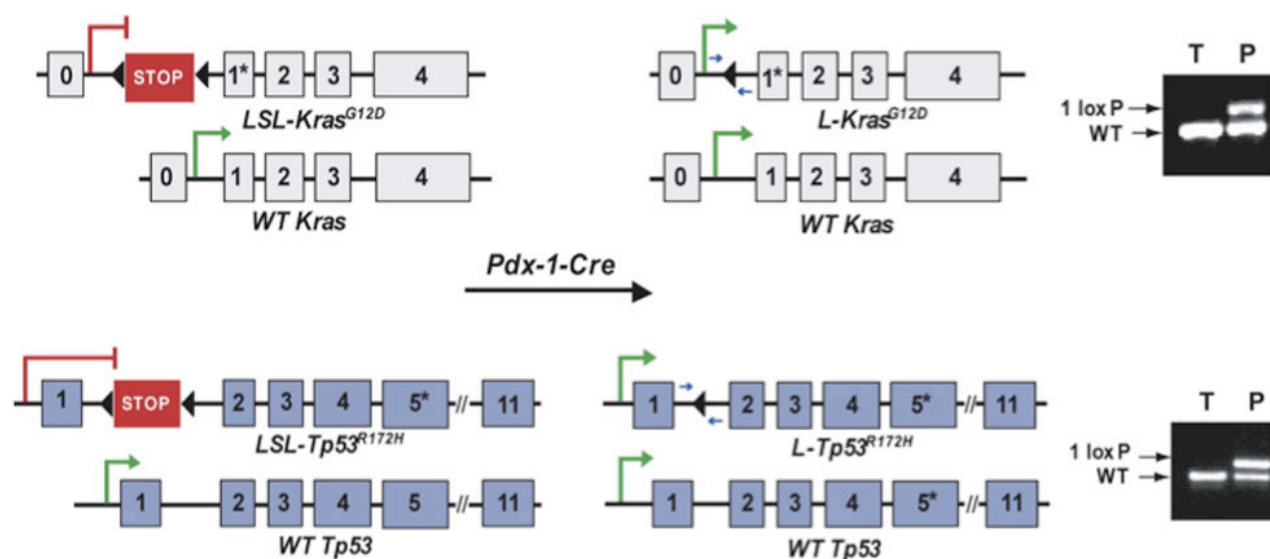 0 STOP 1* 2 3 4
LSL-Kras^G12D
0 1 2 3 4
WT Kras
0 1* 2 3 4
L-Kras^G12D
0 1 2 3 4
WT Kras
T P
1 lox P
WT
Pdx-1-Cre
1 STOP 2 3 4 5* // 11
LSL-Tp53^R172H
1 2 3 4 5 // 11
WT Tp53
1 2 3 4 5* // 11
L-Tp53^R172H
1 2 3 4 5* // 11
WT Tp53
T P
1 lox P
WT